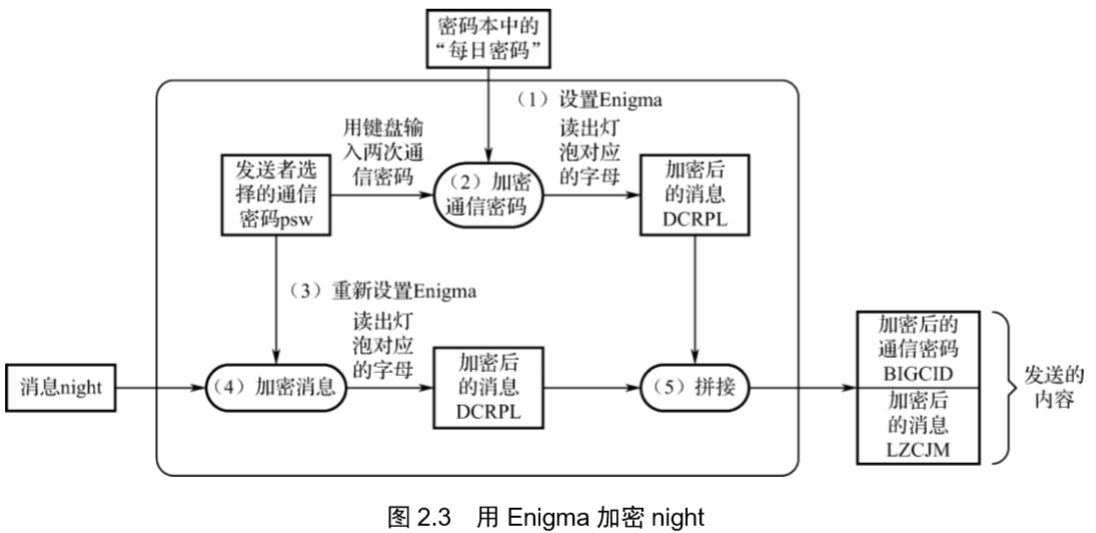 密码本中的
“每日密码”
（1）设置Enigma
用键盘输
入两次通
信密码
读出灯
泡对应
的字母
发送者选
择的通信
密码psw
（2）加密
通信密码
加密后
的消息
DCRPL
（3）重新设置Enigma
读出灯
泡对应
的字母
消息night
（4）加密消息
加密后
的消息
DCRPL
（5）拼接
加密后的
通信密码
BIGCID
加密后
的消息
LZCJM
发送的
内容
图 2.3 用 Enigma 加密 night